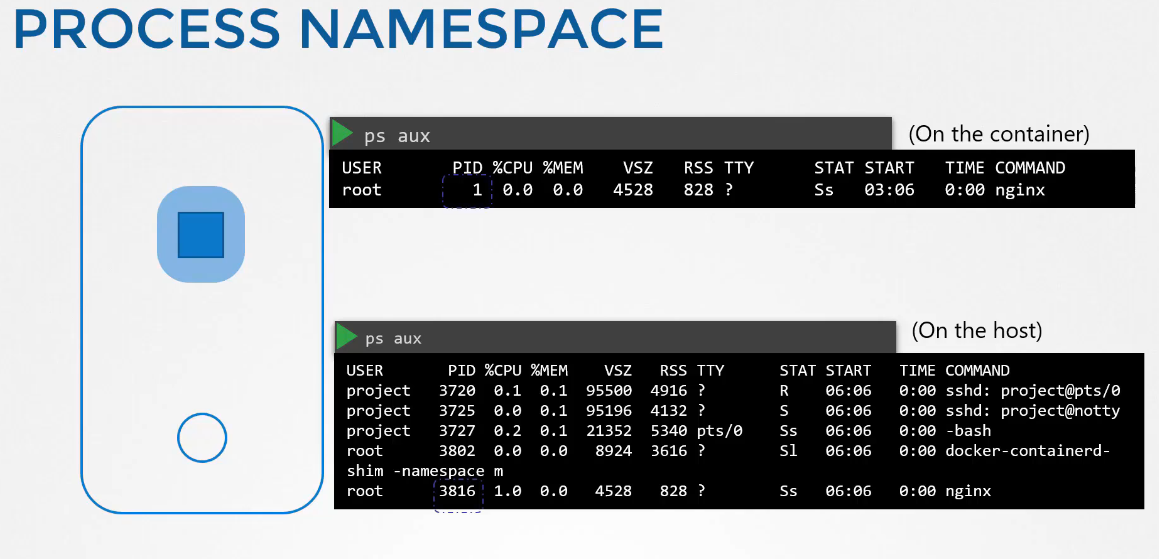 PROCESS NAMESPACE
ps aux
(On the container)
USER PID %CPU %MEM VSZ RSS TTY STAT START TIME COMMAND
root 1 0.0 0.0 4528 828 ? Ss 03:06 0:00 nginx
ps aux
(On the host)
USER PID %CPU %MEM VSZ RSS TTY STAT START TIME COMMAND
project 3720 0.1 0.1 95500 4916 ? R 06:06 0:00 sshd: project@pts/0
project 3725 0.0 0.1 95196 4132 ? S 06:06 0:00 sshd: project@notty
project 3727 0.2 0.1 21352 5340 pts/0 Ss 06:06 0:00 -bash
root 3802 0.0 0.0 8924 3616 ? Sl 06:06 0:00 docker-containerd-
shim -namespace m
root 3816 1.0 0.0 4528 828 ? Ss 06:06 0:00 nginx